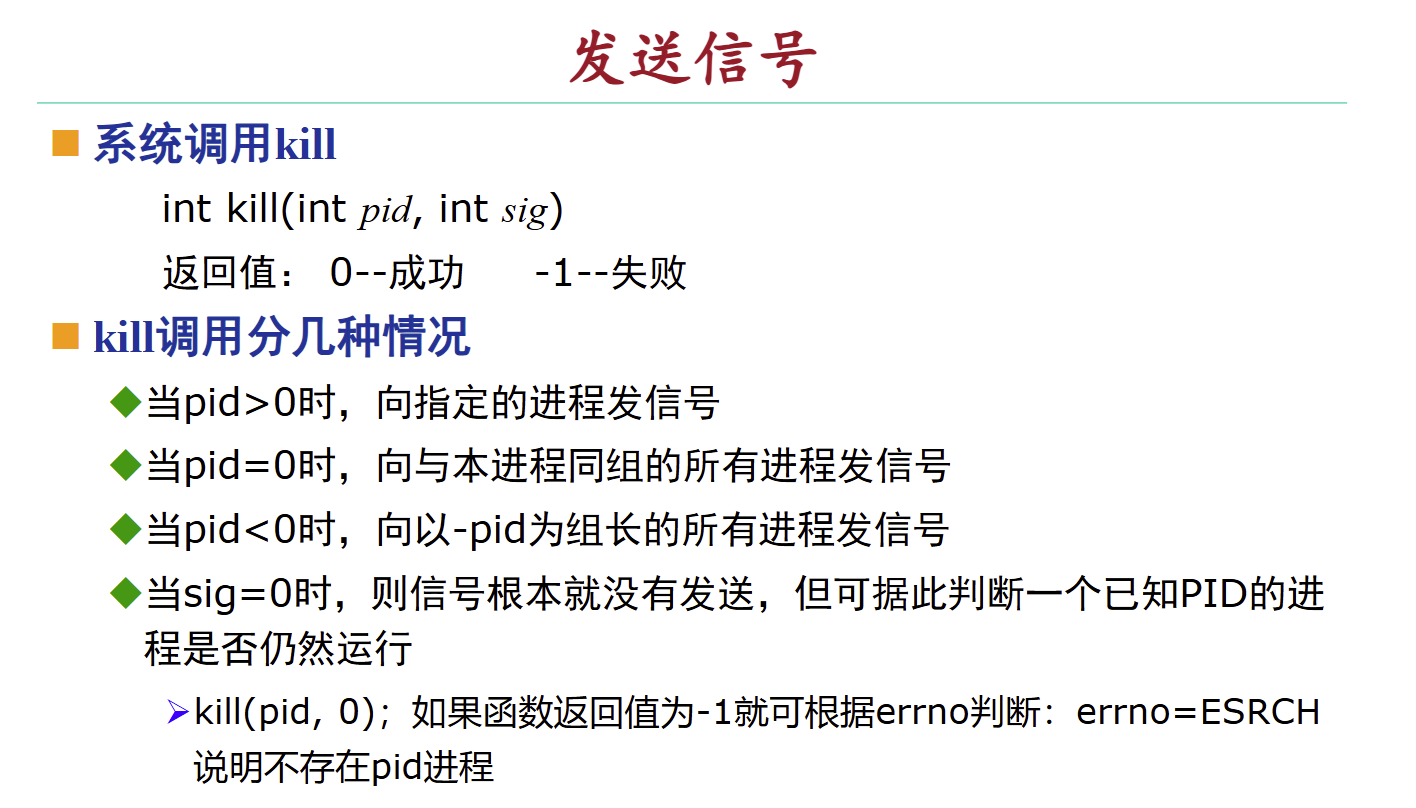 发送信号
系统调用kill
int kill(int pid, int sig)
返回值： 0--成功 -1--失败
kill调用分几种情况
当pid>0时，向指定的进程发信号
当pid=0时，向与本进程同组的所有进程发信号
当pid<0时，向以-pid为组长的所有进程发信号
当sig=0时，则信号根本就没有发送，但可据此判断一个已知PID的进
程是否仍然运行
kill(pid, 0)；如果函数返回值为-1就可根据errno判断：errno=ESRCH
说明不存在pid进程